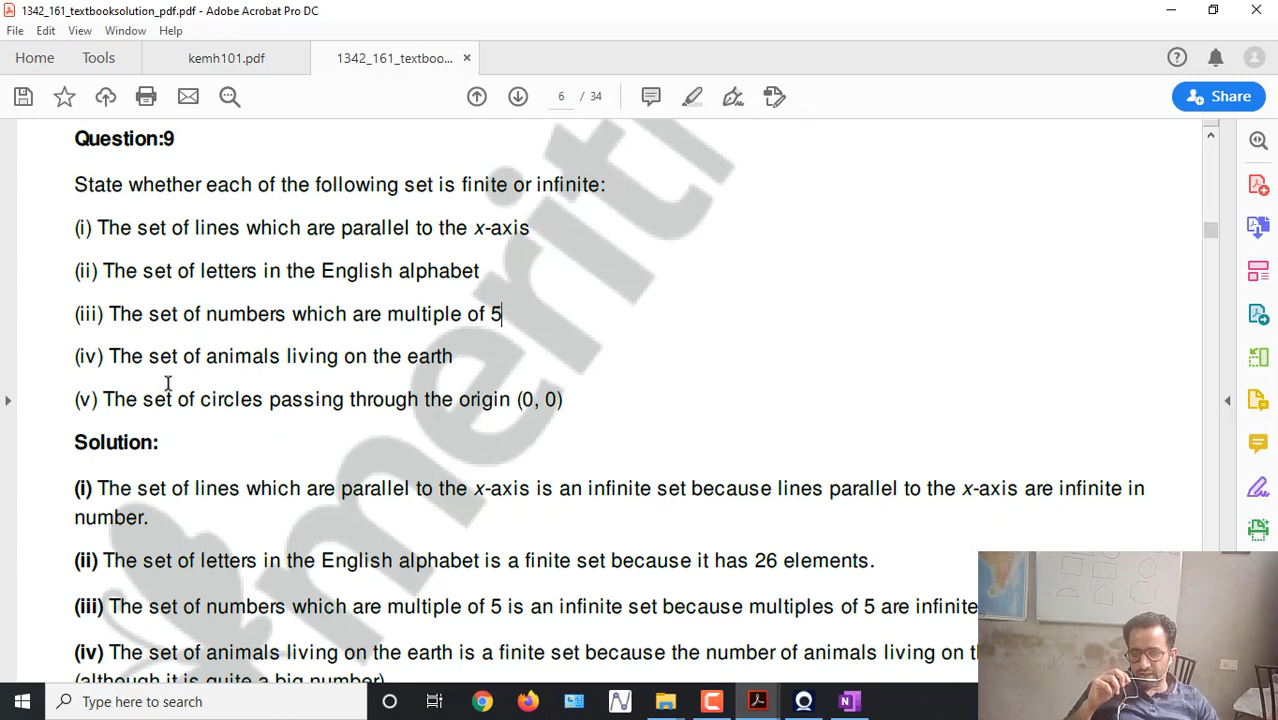 1342_161_textbooksolution_pdf.pdf - Adobe Acrobat Pro DC
File Edit View Window Help
Home Tools kemh101.pdf 1342_161_textboo... ×
6 / 34 Share
Question:9
State whether each of the following set is finite or infinite:
(i) The set of lines which are parallel to the x-axis
(ii) The set of letters in the English alphabet
(iii) The set of numbers which are multiple of 5
(iv) The set of animals living on the earth
(v) The set of circles passing through the origin (0, 0)
Solution:
(i) The set of lines which are parallel to the x-axis is an infinite set because lines parallel to the x-axis are infinite in
number.
(ii) The set of letters in the English alphabet is a finite set because it has 26 elements.
(iii) The set of numbers which are multiple of 5 is an infinite set because multiples of 5 are infinite
(iv) The set of animals living on the earth is a finite set because the number of animals living on
(although it is quite a big number)
meriti
Type here to search